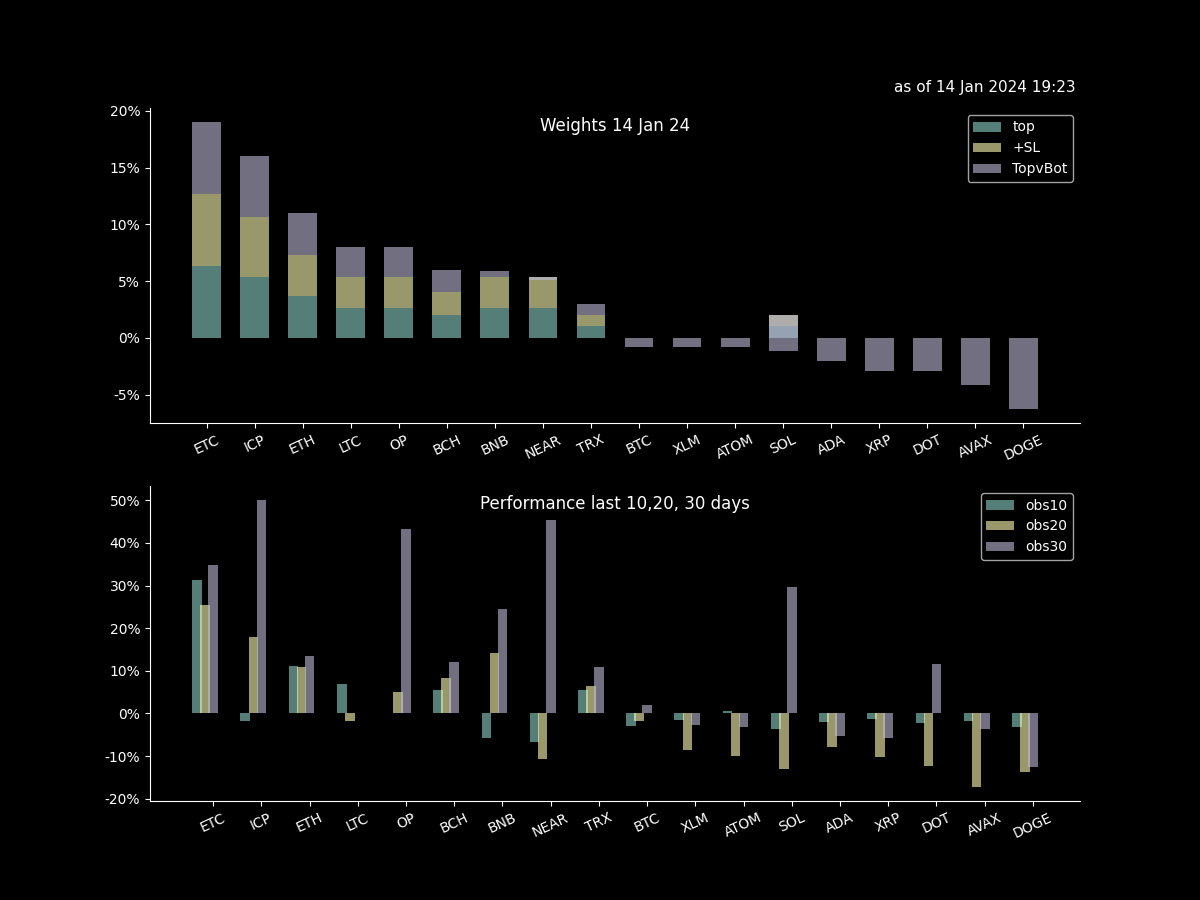 as of 14 Jan 2024 19:23
Weights 14 Jan 24
20%
15%
10%
5%
0%
-5%
top
+SL
TopvBot
ETC ICP ETH LTC OP BCH BNB NEAR TRX BTC XLM ATOM SOL ADA XRP DOT AVAX DOGE
Performance last 10,20, 30 days
50%
40%
30%
20%
10%
0%
-10%
-20%
obs10
obs20
obs30
ETC ICP ETH LTC OP BCH BNB NEAR TRX BTC XLM ATOM SOL ADA XRP DOT AVAX DOGE